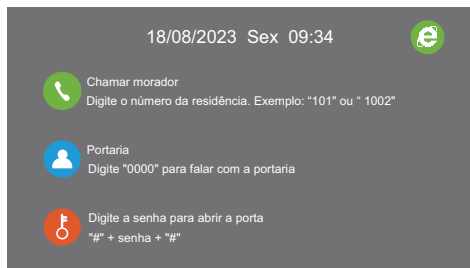 18/08/2023 Sex 09:34
Chamar morador
Digite o número da residência. Exemplo: “101" ou “ 1002"
Portaria
Digite "0000" para falar com a portaria
Digite a senha para abrir a porta
"#" + senha + "#"